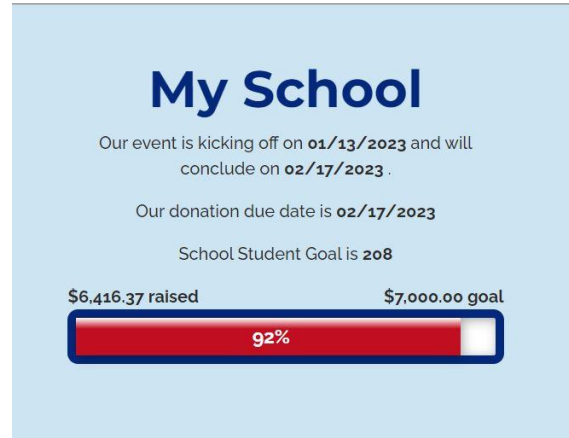 My School
Our event is kicking off on 01/13/2023 and will
conclude on 02/17/2023 .
Our donation due date is 02/17/2023
School Student Goal is 208
$6,416.37 raised $7,000.00 goal
92%